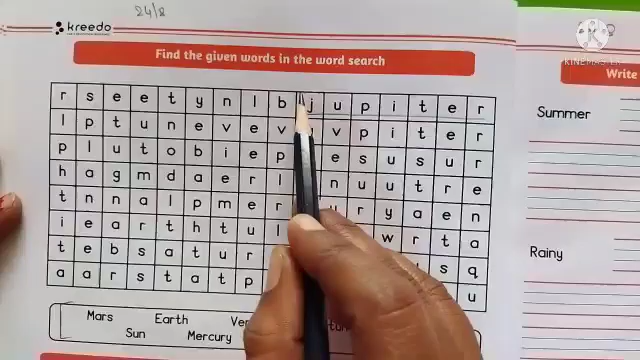 24/8
kreedo
KINEMASTER
Find the given words in the word search
Write
r s e e t y n l b j u p i t e r
l p t u n e v e v u v p i t e r
p l u t o b i e p e s u s u r
h a g m d a e r l n u u t r e
t n n a l p m e r u r y a e n
i e a r t h t u l w r t a
t e b s a t u r s q
a a r s t a t p u
Summer
Rainy
Mars Earth
Sun Mercury